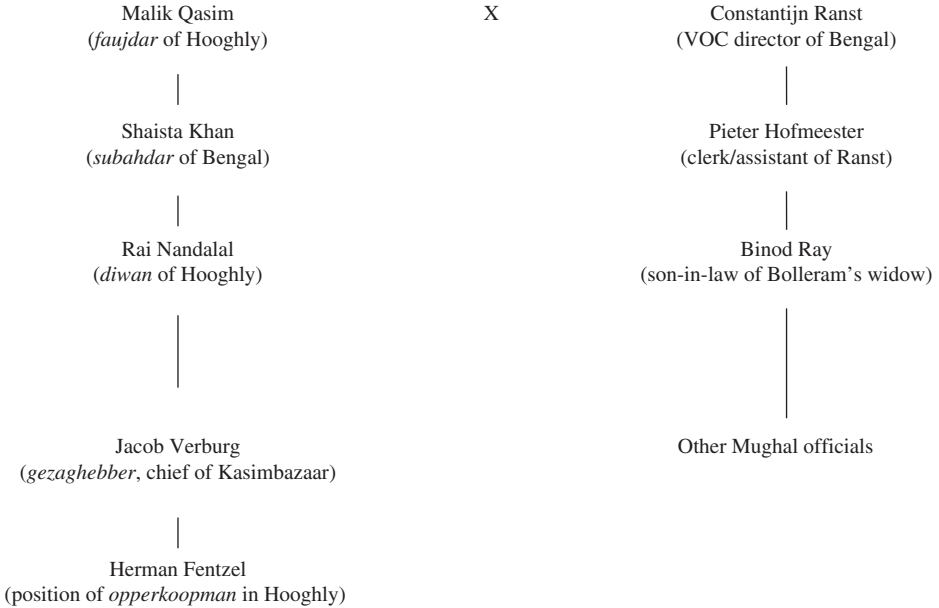 Malik Qasim
(faujdar of Hooghly)
X
Constantijn Ranst
(VOC director of Bengal)
Shaista Khan
(subahdar of Bengal)
Pieter Hofmeester
(clerk/assistant of Ranst)
Rai Nandalal
(diwan of Hooghly)
Binod Ray
(son-in-law of Bolleram’s widow)
Jacob Verburg
(gezaghebber, chief of Kasimbazaar)
Other Mughal officials
Herman Fentzel
(position of opperkoopman in Hooghly)